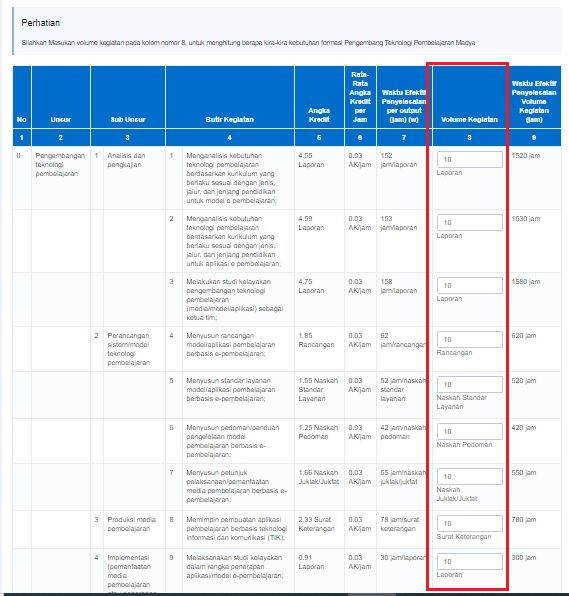 Perhatian
Silahkan Masukan volume kegiatan pada kolom nomor 8, untuk menghitung berapa kira-kira kebutuhan formasi Pengembang Teknologi Pembelajaran Madya
No Unsur Sub Unsur Butir Kegiatan Angka Kredit Rata-Rata Angka Kredit per Jam Waktu Efektif Penyelesaian per output (jam) (w) Volume Kegiatan Waktu Efektif Penyelesaian Volume Kegiatan (jam)
1 2 3 4 5 6 7 8 9
II Pengembangan 1 Analisis dan 1 Menganalisis kebutuhan 4.55 0.03 152 10 1520 jam
teknologi pengkajian teknologi pembelajaran (w) Laporan AK/jam jam/laporan Laporan
pembelajaran berdasarkan kurikulum yang
berlaku sesuai dengan jenis,
jalur, dan jenjang pendidikan
untuk model e pembelajaran;
2 Menganalisis kebutuhan 4.59 0.03 153 10 1530 jam
teknologi pembelajaran (w) Laporan AK/jam jam/laporan Laporan
berdasarkan kurikulum yang
berlaku sesuai dengan jenis,
jalur, dan jenjang pendidikan
untuk aplikasi e pembelajaran;
3 Melakukan studi kelayakan 4.75 0.03 158 10 1580 jam
pengembangan teknologi Laporan AK/jam jam/laporan Laporan
pembelajaran
(media/model/aplikasi) sebagai
ketua tim;
2 Perancangan 4 Menyusun rancangan 1.85 0.03 62 10 620 jam
sistem/model model/aplikasi pembelajaran Rancangan AK/jam jam/rancangan Rancangan
teknologi berbasis e-pembelajaran;
pembelajaran
5 Menyusun standar layanan 1.55 Naskah 0.03 52 jam/naskah 10 520 jam
model/aplikasi pembelajaran Standar AK/jam standar Naskah Standar
berbasis e-pembelajaran; Layanan layanan Layanan
6 Menyusun pedoman/panduan 1.25 Naskah 0.03 42 jam/naskah 10 420 jam
pengelolaan model Pedoman AK/jam pedoman Naskah Pedoman
pembelajaran berbasis e-
pembelajaran;
7 Menyusun petunjuk 1.66 Naskah 0.03 55 jam/naskah 10 550 jam
pelaksanaan/pemanfaatan Juklak/Jukfat AK/jam juklak/jukfat Naskah
media pembelajaran berbasis e- Juklak/Jukfat
pembelajaran;
3 Produksi media 8 Memimpin pembuatan aplikasi 2.33 Surat 0.03 78 jam/surat 10 780 jam
pembelajaran pembelajaran berbasis teknologi Keterangan AK/jam keterangan Surat Keterangan
informasi dan komunikasi (TIK);
4 Implementasi 9 Melaksanakan studi kelayakan 0.91 0.03 30 jam/laporan 10 300 jam
(pemanfaatan dalam rangka penerapan Laporan AK/jam Laporan
media aplikasi/model e-pembelajaran;
pembelajaran